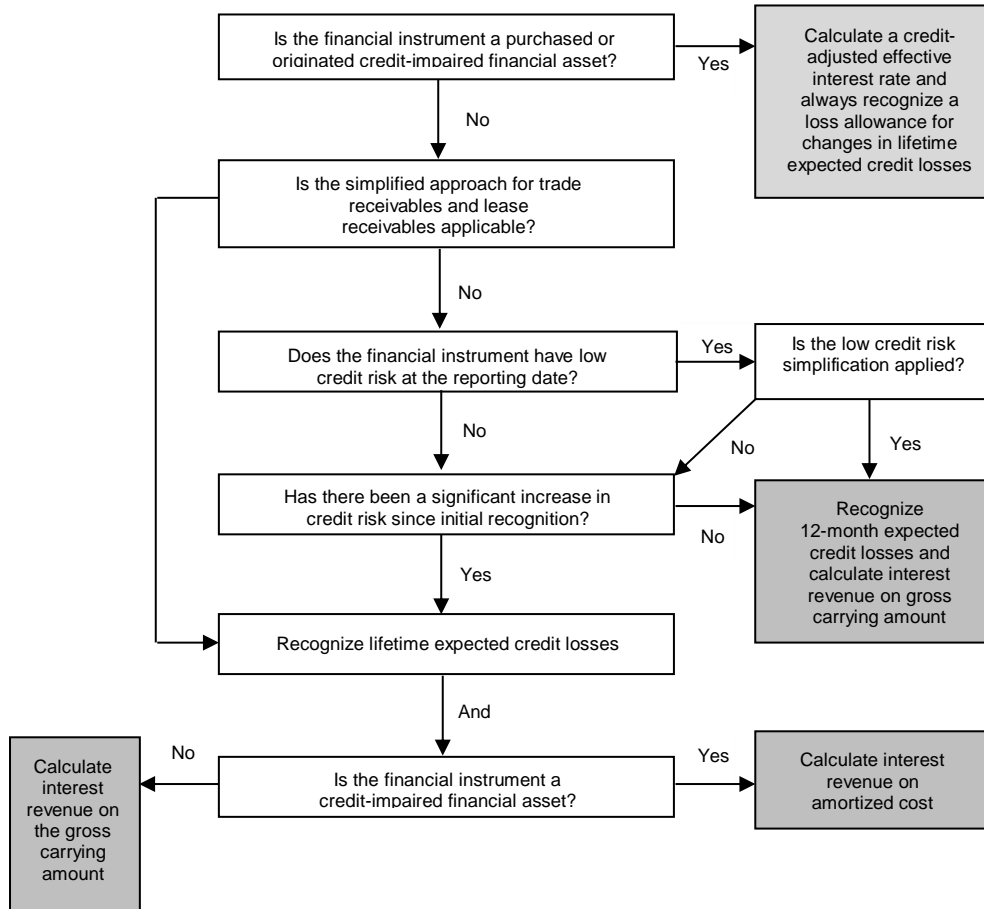 Is the financial instrument a purchased or
originated credit-impaired financial asset?
Yes
Calculate a credit-
adjusted effective
interest rate and
always recognize a
loss allowance for
changes in lifetime
expected credit losses
No
Is the simplified approach for trade
receivables and lease
receivables applicable?
No
Does the financial instrument have low
credit risk at the reporting date?
Yes
Is the low credit risk
simplification applied?
No
No
Yes
Has there been a significant increase in
credit risk since initial recognition?
No
Recognize
12-month expected
credit losses and
calculate interest
revenue on gross
carrying amount
Yes
Recognize lifetime expected credit losses
And
Is the financial instrument a
credit-impaired financial asset?
No
Calculate
interest
revenue on
the gross
carrying
amount
Yes
Calculate interest
revenue on
amortized cost